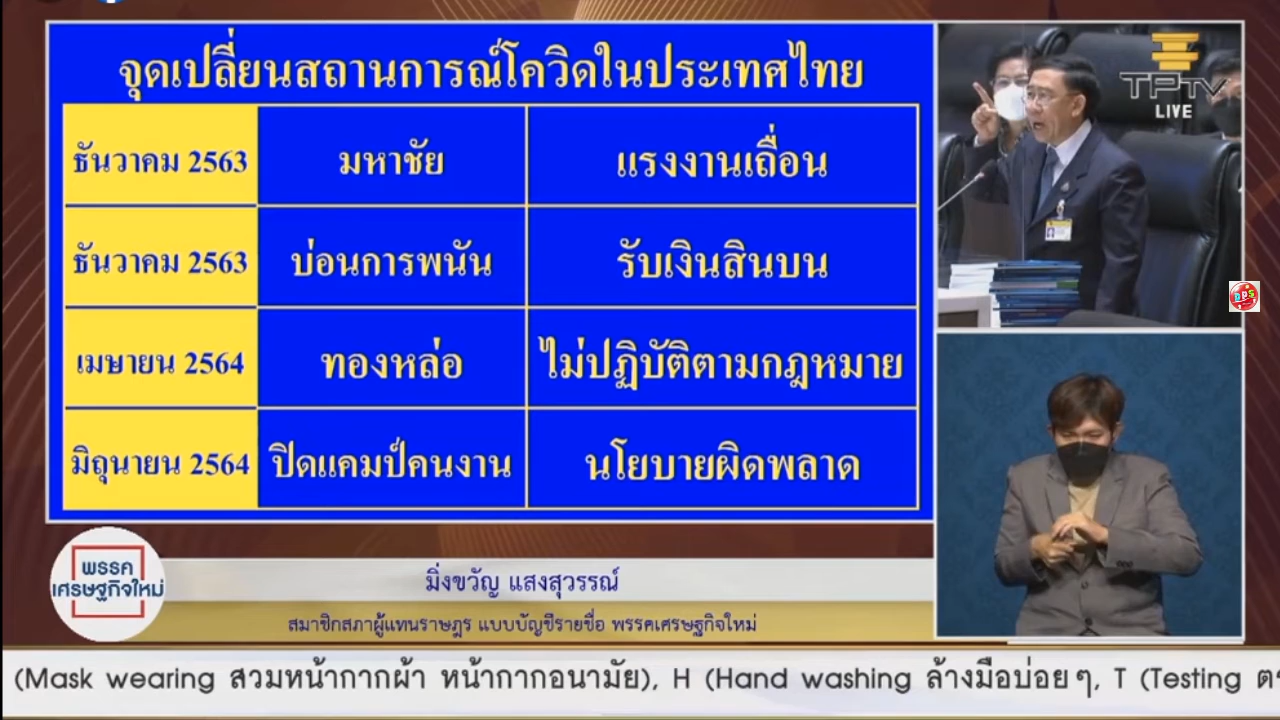 จุดเปลี่ยนสถานการณ์โควิดในประเทศไทย
ธันวาคม 2563 มหาชัย แรงงานเถื่อน
ธันวาคม 2563 บ่อนการพนัน รับเงินสินบน
เมษายน 2564 ทองหล่อ ไม่ปฏิบัติตามกฎหมาย
มิถุนายน 2564 ปิดแคมป์คนงาน นโยบายผิดพลาด
TPTV
LIVE
DPS
พรรค
เศรษฐกิจใหม่
มิ่งขวัญ แสงสุวรรณ์
สมาชิกสภาผู้แทนราษฎร แบบบัญชีรายชื่อ พรรคเศรษฐกิจใหม่
(Mask wearing สวมหน้ากากผ้า หน้ากากอนามัย), H (Hand washing ล้างมือบ่อยๆ, T (Testing